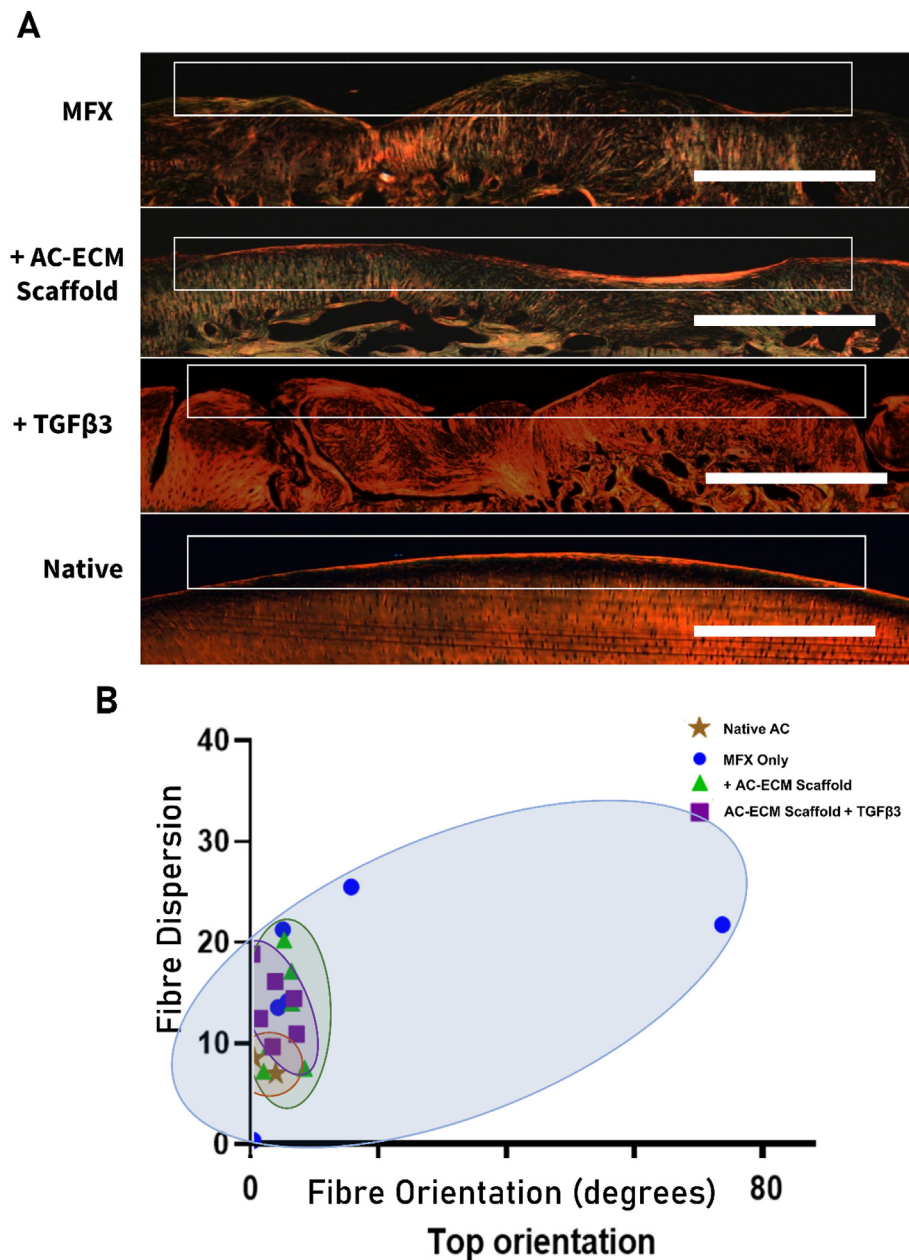 A
MFX
+ AC-ECM
Scaffold
+ TGFβ3
Native
B
Native AC
MFX Only
+ AC-ECM Scaffold
AC-ECM Scaffold + TGFβ3
40
30
20
10
0
Fibre Dispersion
0
80
Fibre Orientation (degrees)
Top orientation